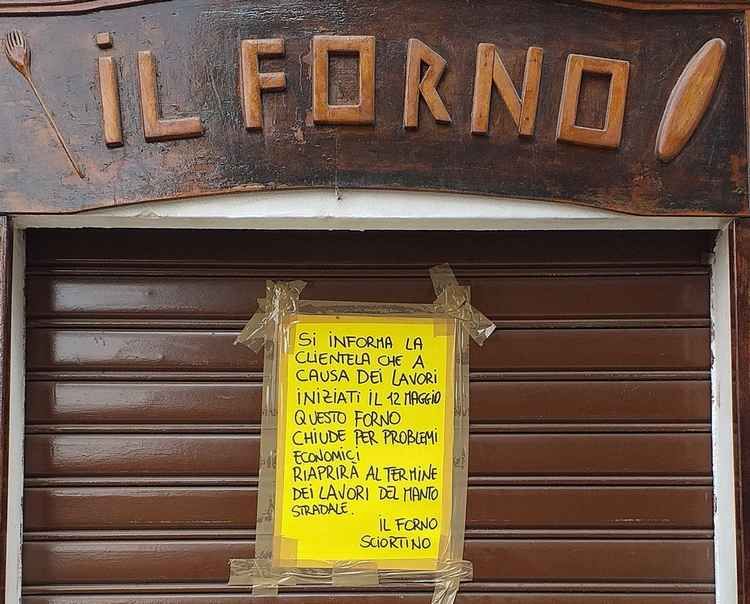 iL FORNO
Si INFORMA LA
CLIENTELA CHE A
CAUSA DEI LAVORI
INIZIATI IL 12 MAGGIO
QUESTO FORNO
CHIUDE PER PROBLEMI
ECONOMICI
RIAPRIRÀ AL TERMINE
DEI LAVORI DEL MANTO
STRADALE.
IL FORNO
SCIORTINO